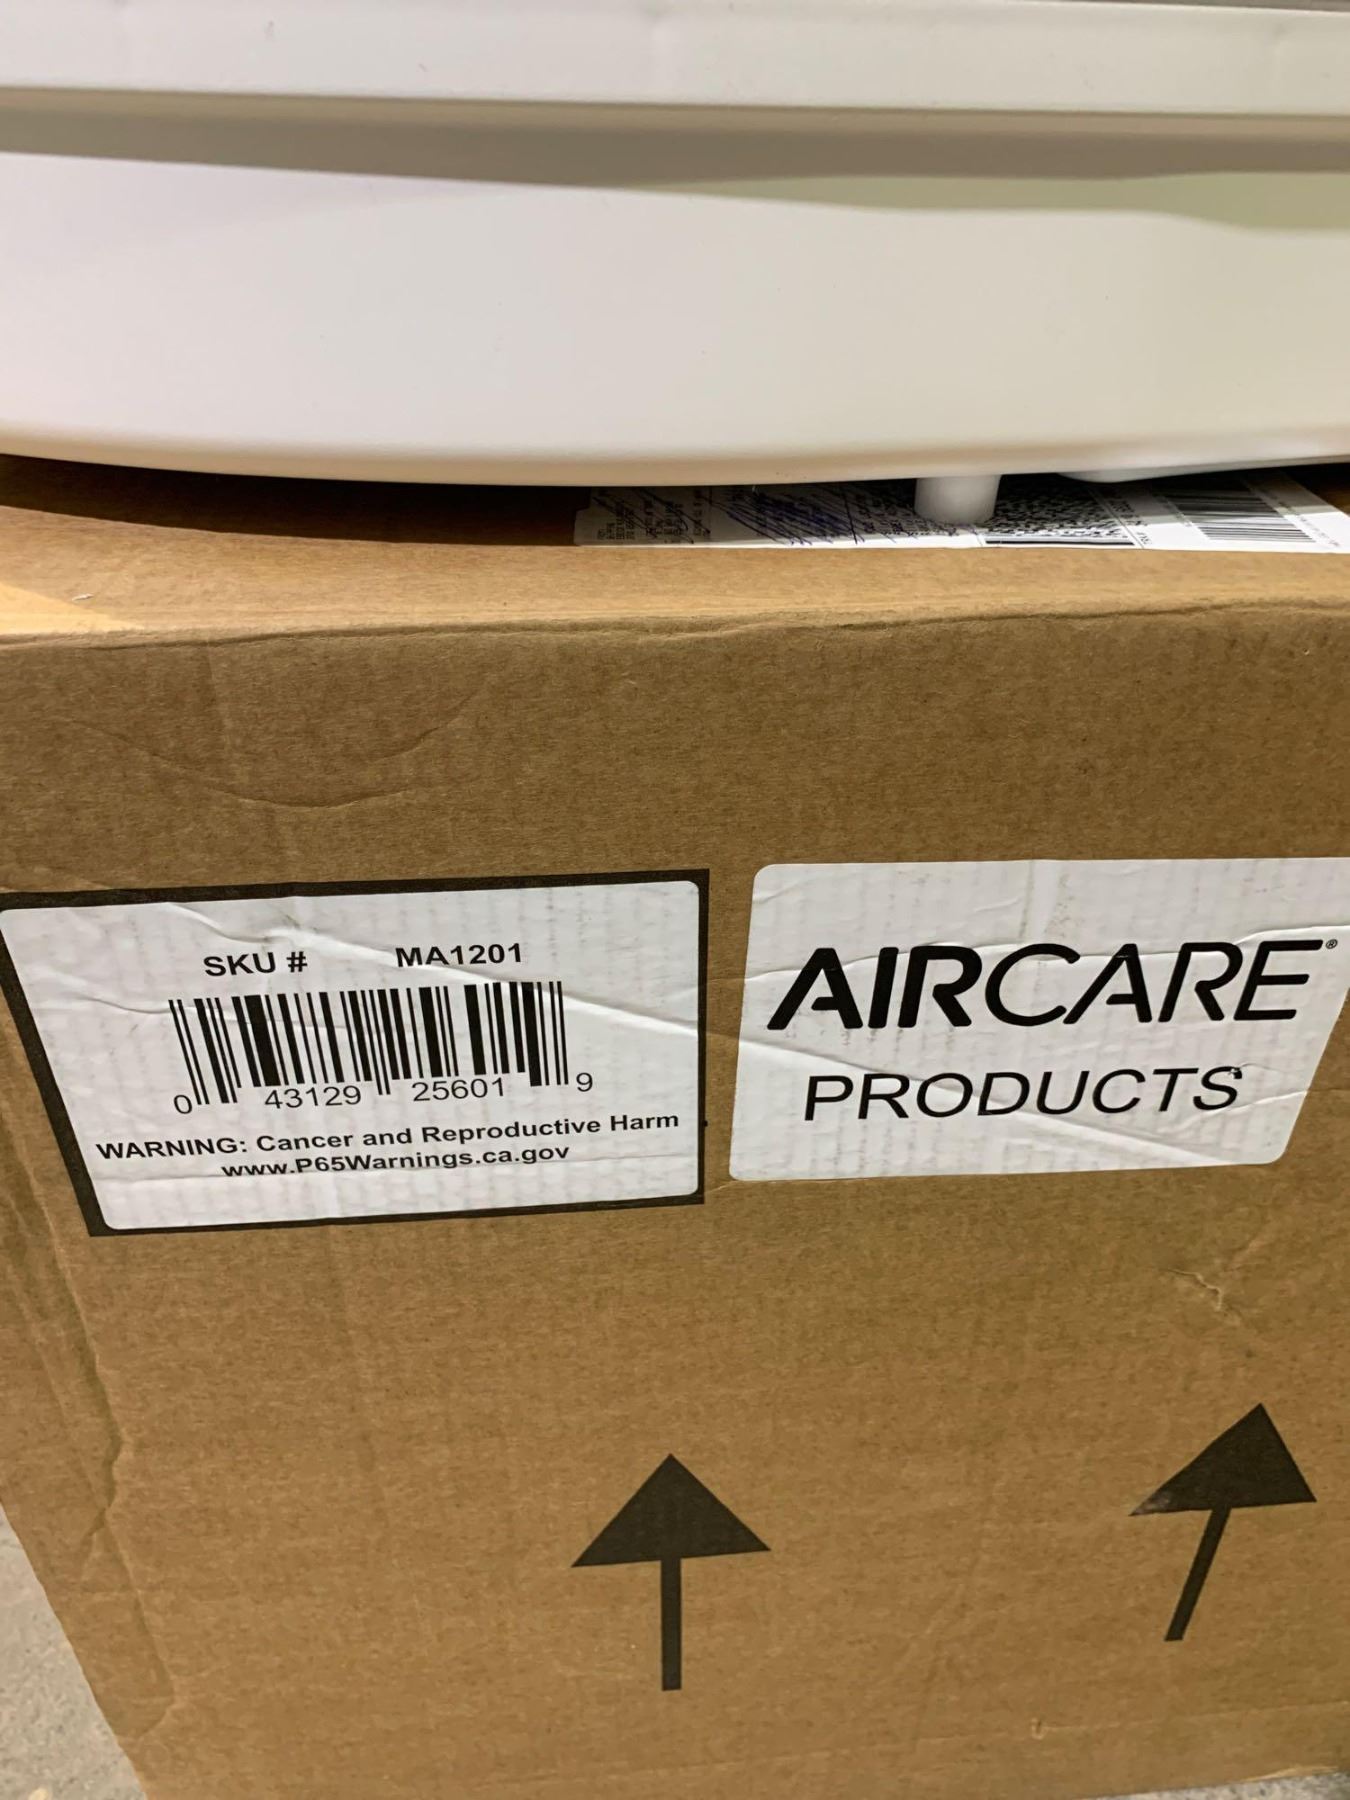 SKU # MA1201
0 43129 25601 9
WARNING: Cancer and Reproductive Harm
www.P65Warnings.ca.gov
AIRCARE®
PRODUCTS